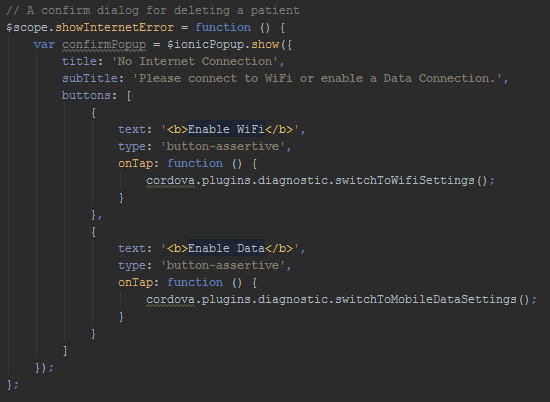 // A confirm dialog for deleting a patient
$scope.showInternetError = function () {
    var confirmPopup = $ionicPopup.show({
        title: 'No Internet Connection',
        subTitle: 'Please connect to WiFi or enable a Data Connection.',
        buttons: [
            {
                text: '<b>Enable WiFi</b>',
                type: 'button-assertive',
                onTap: function () {
                    cordova.plugins.diagnostic.switchToWifiSettings();
                }
            },
            {
                text: '<b>Enable Data</b>',
                type: 'button-assertive',
                onTap: function () {
                    cordova.plugins.diagnostic.switchToMobileDataSettings();
                }
            }
        ]
    });
};